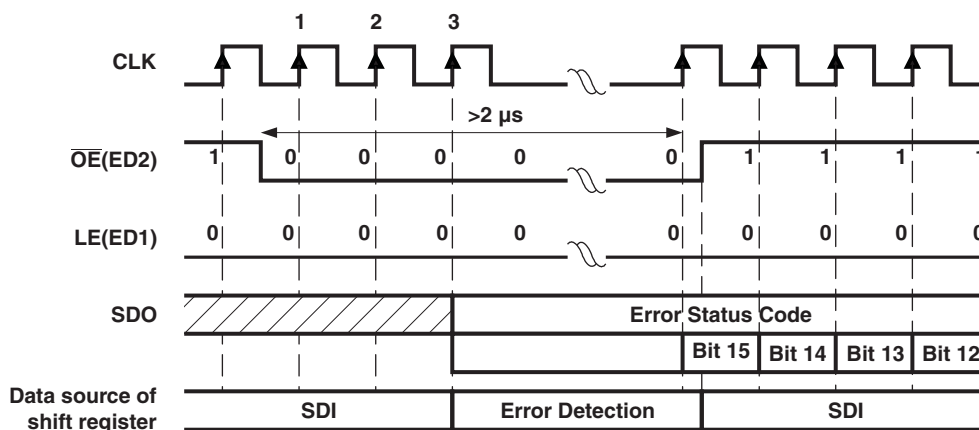 1 2 3
CLK
>2 µs
OE(ED2) 1 0 0 0 0 0 1 1 1 1
LE(ED1) 0 0 0 0 0 0 0 0 0 0
SDO Error Status Code
Bit 15 Bit 14 Bit 13 Bit 12
Data source of
shift register
SDI Error Detection SDI